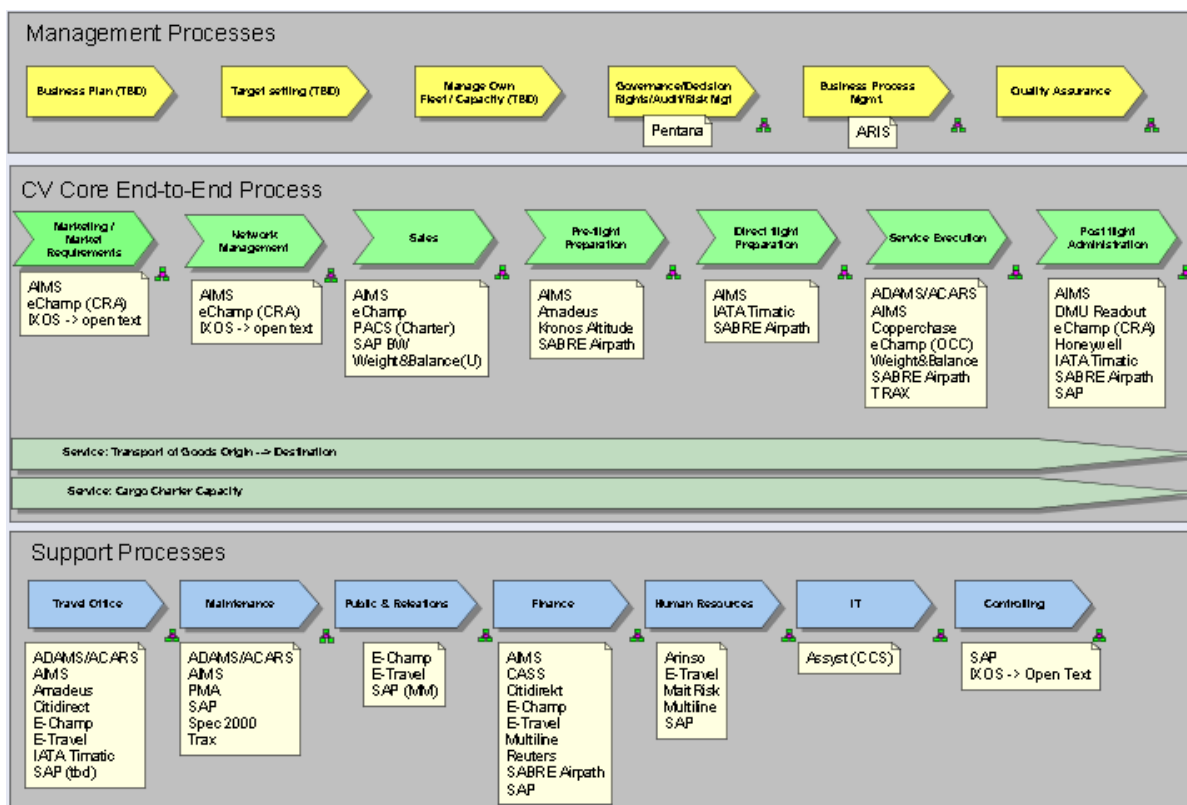 Management Processes
Business Plan (TBD)
Target setting (TBD)
Manage Own
Fleet / Capacity (TBD)
Governance/Decision
Rights/Audit/Risk Mgt
Pentana
Business Process
Mgmt.
ARIS
Quality Assurance
CV Core End-to-End Process
Marketing /
Market
Requirements
AIMS
eChamp (CRA)
IXOS -> open text
Network
Management
AIMS
eChamp (CRA)
IXOS -> open text
Sales
AIMS
eChamp
PACS (Charter)
SAP BW
Weight&Balance(U)
Pre-flight
Preparation
AIMS
Amadeus
Kronos Altitude
SABRE Airpath
Direct flight
Preparation
AIMS
IATA Timatic
SABRE Airpath
Service Execution
ADAMS/ACARS
AIMS
Copperchase
eChamp (OCC)
Weight&Balance
SABRE Airpath
TRAX
Post flight
Administration
AIMS
DMU Readout
eChamp (CRA)
Honeywell
IATA Timatic
SABRE Airpath
SAP
Service: Transport of Goods Origin --> Destination
Service: Cargo Charter Capacity
Support Processes
Travel Office
ADAMS/ACARS
AIMS
Amadeus
Citidirect
E-Champ
E-Travel
IATA Timatic
SAP (tbd)
Maintenance
ADAMS/ACARS
AIMS
PMA
SAP
Spec 2000
Trax
Public & Releations
E-Champ
E-Travel
SAP (MM)
Finance
AIMS
CASS
Citidirekt
E-Champ
E-Travel
Multiline
Reuters
SABRE Airpath
SAP
Human Resources
Arinso
E-Travel
Mait Risk
Multiline
SAP
IT
Assyst (CCS)
Controlling
SAP
IXOS -> Open Text